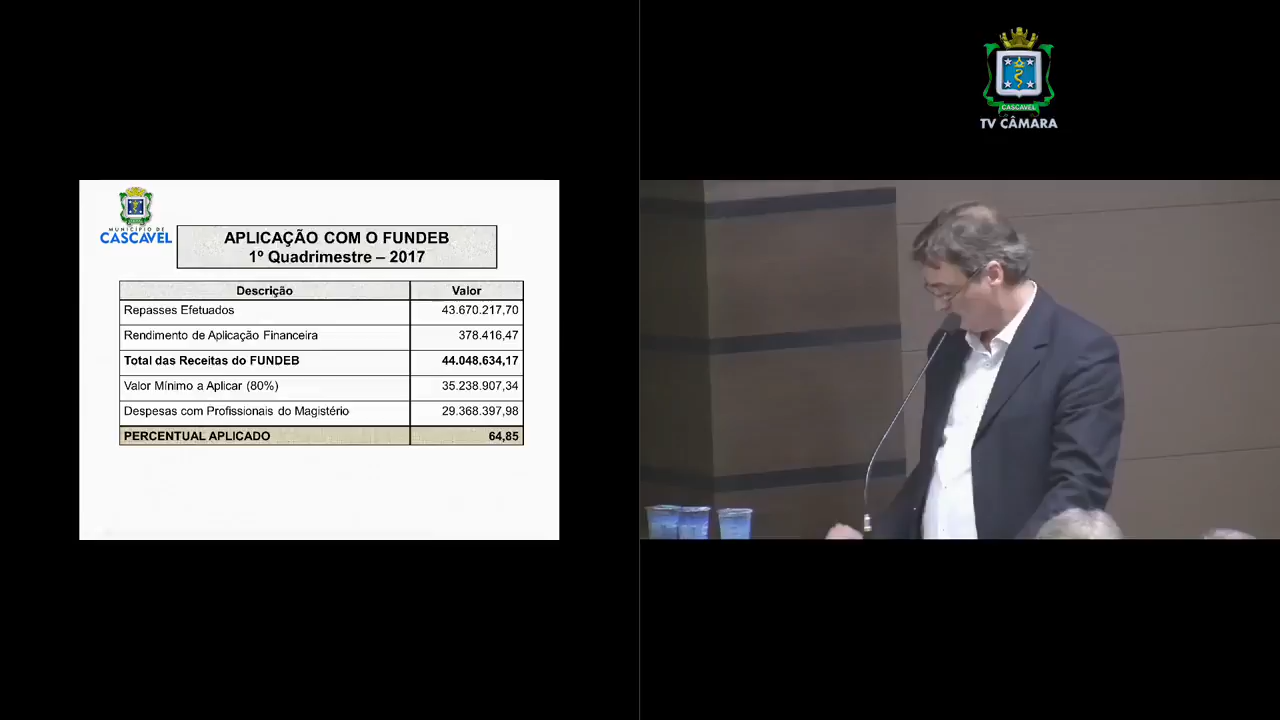 MUNICÍPIO DE
CASCAVEL
APLICAÇÃO COM O FUNDEB
1º Quadrimestre – 2017
Descrição Valor
Repasses Efetuados 43.670.217,70
Rendimento de Aplicação Financeira 378.416,47
Total das Receitas do FUNDEB 44.048.634,17
Valor Mínimo a Aplicar (80%) 35.238.907,34
Despesas com Profissionais do Magistério 29.368.397,98
PERCENTUAL APLICADO 64,85
CASCAVEL
TV CÂMARA